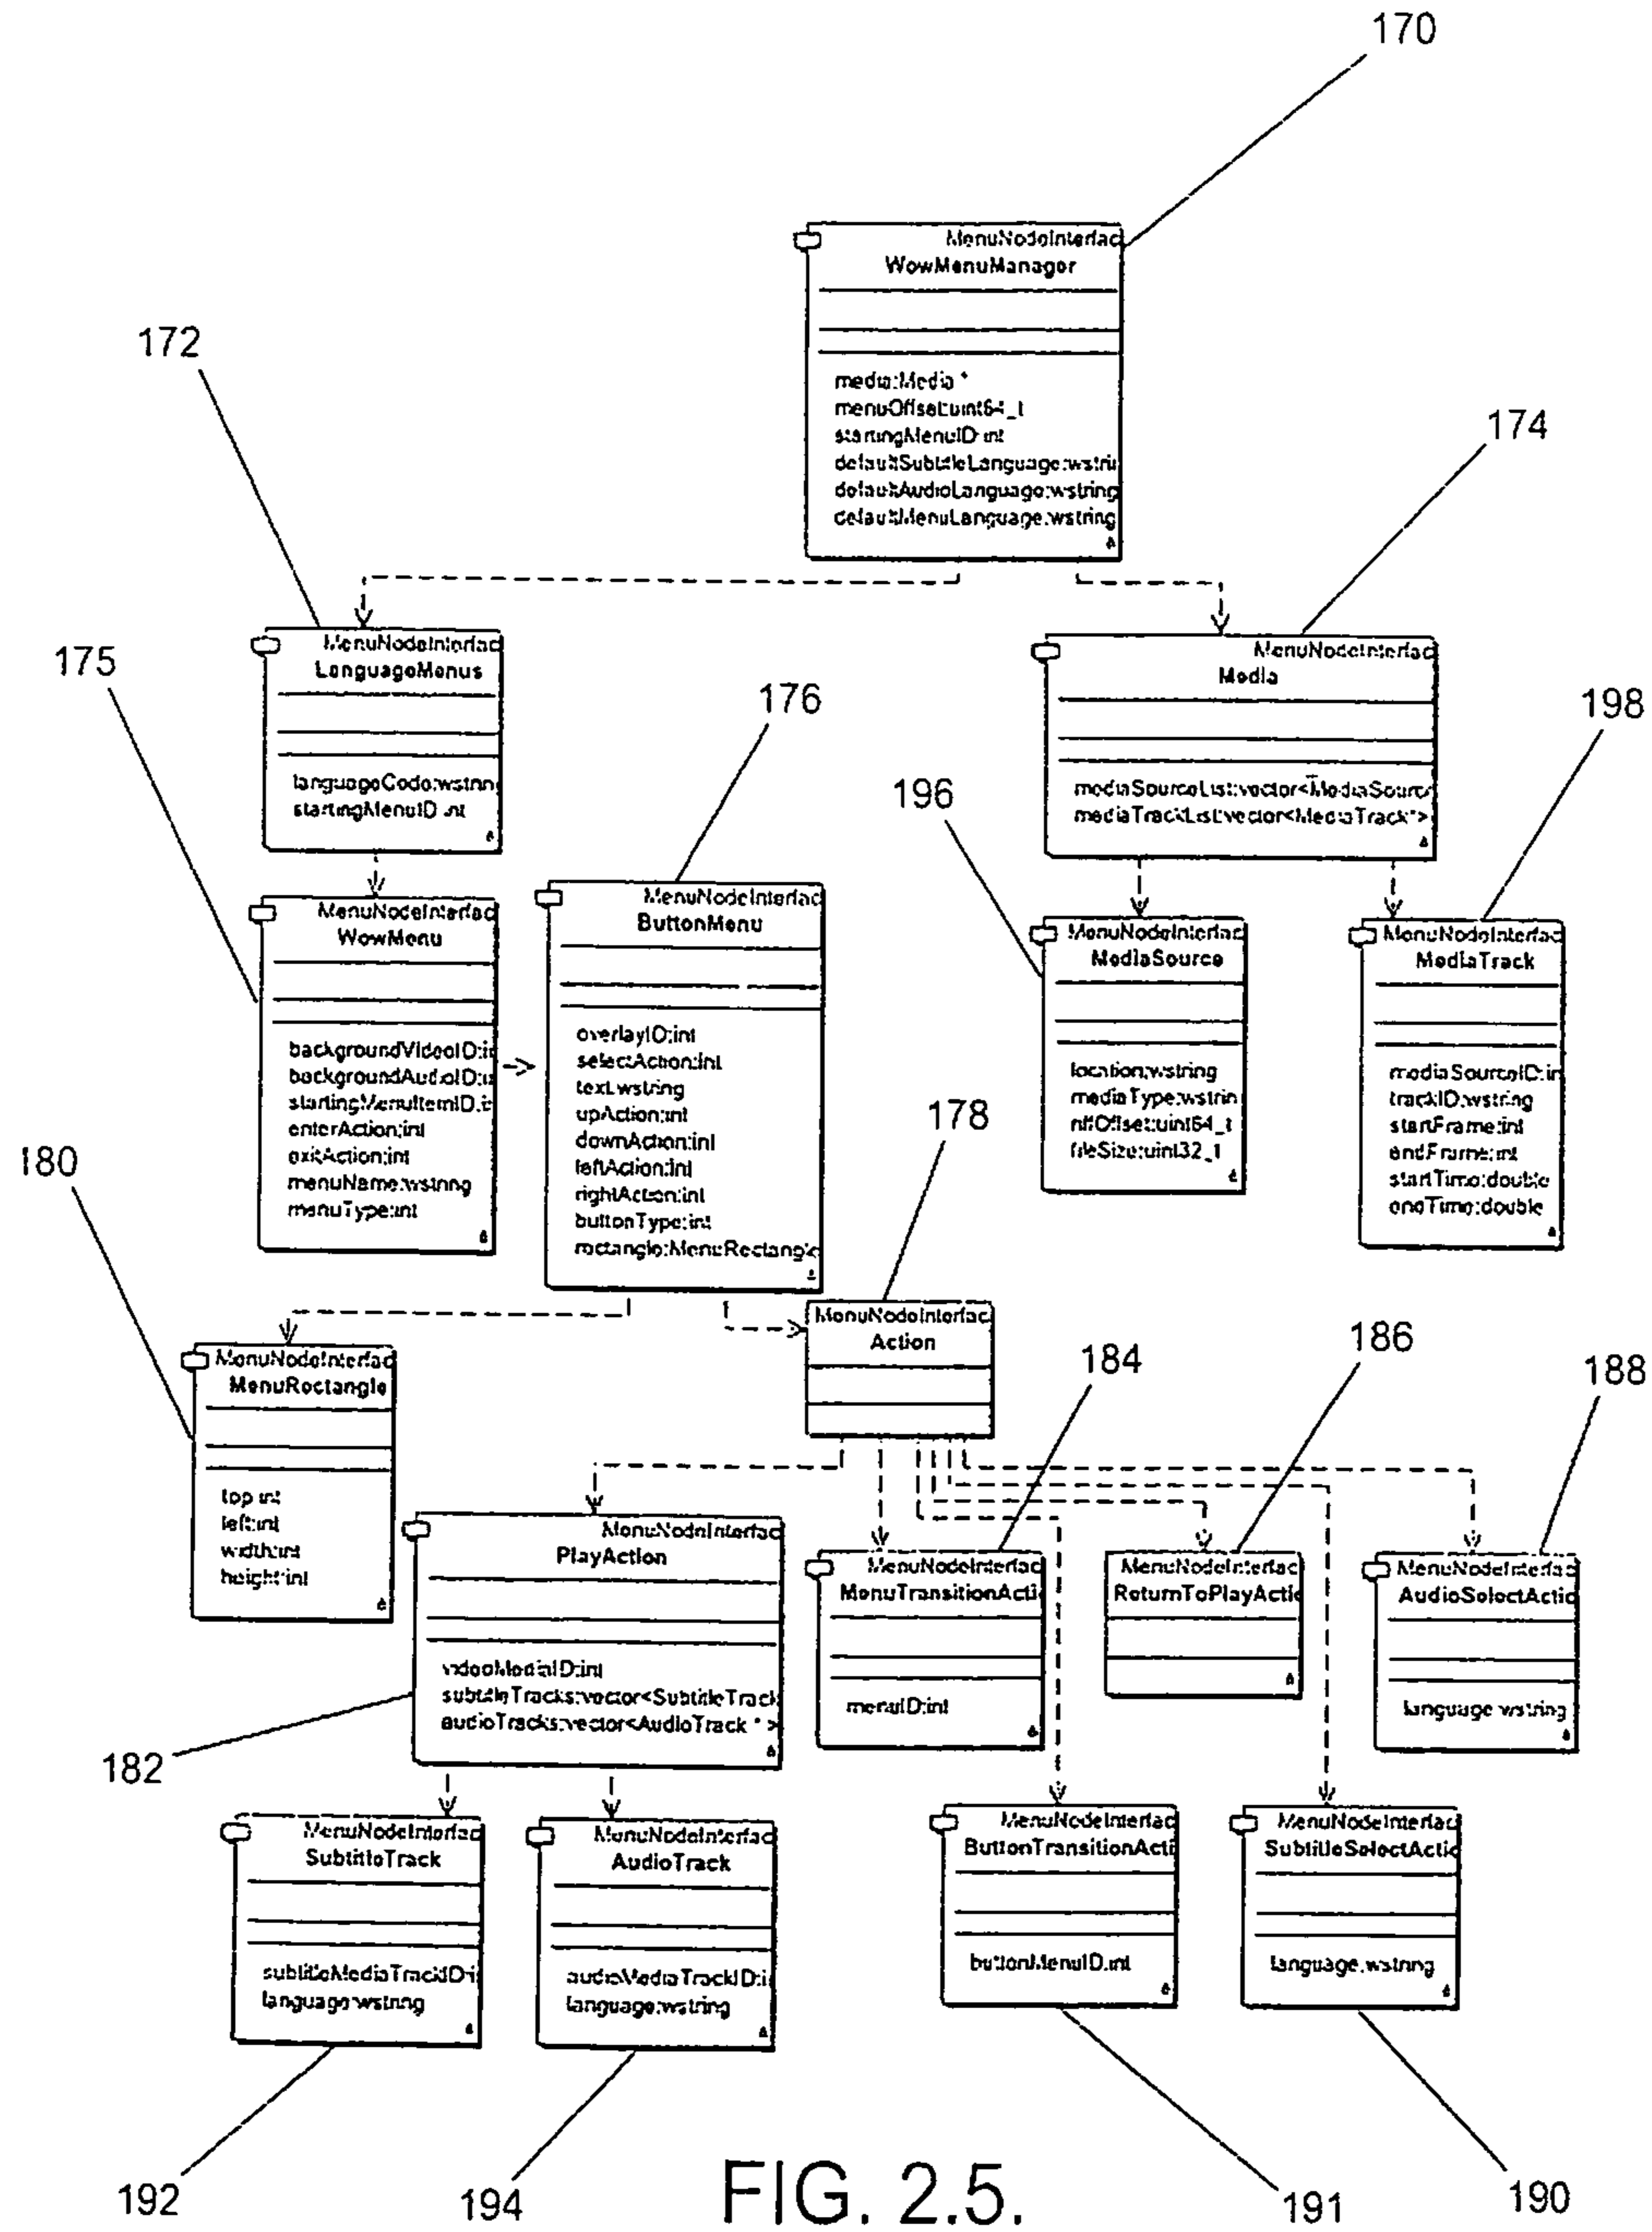 170
MenuNodeInterfac
WowMenuManager
media:Media *
menuOffset:uint64_t
startingMenuID:int
defaultSubtitleLanguage:wstrin
defaultAudioLanguage:wstring
defaultMenuLanguage:wstring
172
174
MenuNodeInterfac
LanguageMenus
languageCode:wstrin
startingMenuID:int
MenuNodeInterfac
Media
mediaSourceList:vector<MediaSourc
mediaTrackList:vector<MediaTrack*>
175
176
196
198
MenuNodeInterfac
WowMenu
backgroundVideoID:in
backgroundAudioID:i
startingMenuItemID:i
enterAction:int
exitAction:int
menuName:wstring
menuType:int
MenuNodeInterfac
ButtonMenu
overlayID:int
selectAction:int
text:wstring
upAction:int
downAction:int
leftAction:int
rightAction:int
buttonType:int
rectangle:MenuRectangle
MenuNodeInterfac
MediaSource
location:wstring
mediaType:wstrin
riffOffset:uint64_t
fileSize:uint32_t
MenuNodeInterfac
MediaTrack
mediaSourceID:in
trackID:wstring
startFrame:int
endFrame:int
startTime:double
endTime:double
180
178
MenuNodeInterfac
MenuRectangle
top:int
left:int
width:int
height:int
MenuNodeInterfac
Action
184
186
188
MenuNodeInterfac
PlayAction
videoMediaID:int
subtitleTracks:vector<SubtitleTrack
audioTracks:vector<AudioTrack * >
MenuNodeInterfac
MenuTransitionActi
menuID:int
MenuNodeInterfac
ReturnToPlayActio
MenuNodeInterfac
AudioSelectActio
language:wstring
182
MenuNodeInterfac
SubtitleTrack
subtitleMediaTrackID:i
language:wstring
MenuNodeInterfac
AudioTrack
audioMediaTrackID:i
language:wstring
MenuNodeInterfac
ButtonTransitionActi
buttonMenuID:int
MenuNodeInterfac
SubtitleSelectActio
language:wstring
192
194
191
190
FIG. 2.5.